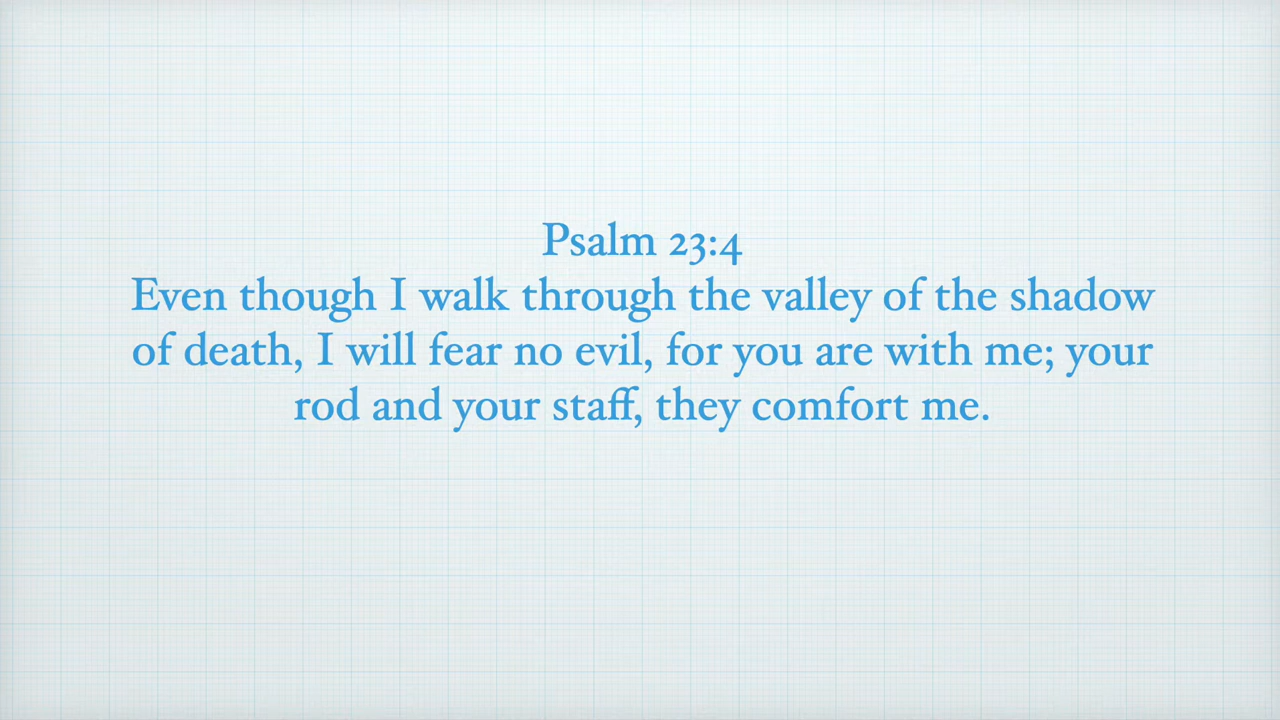 Psalm 23:4
Even though I walk through the valley of the shadow
of death, I will fear no evil, for you are with me; your
rod and your staff, they comfort me.